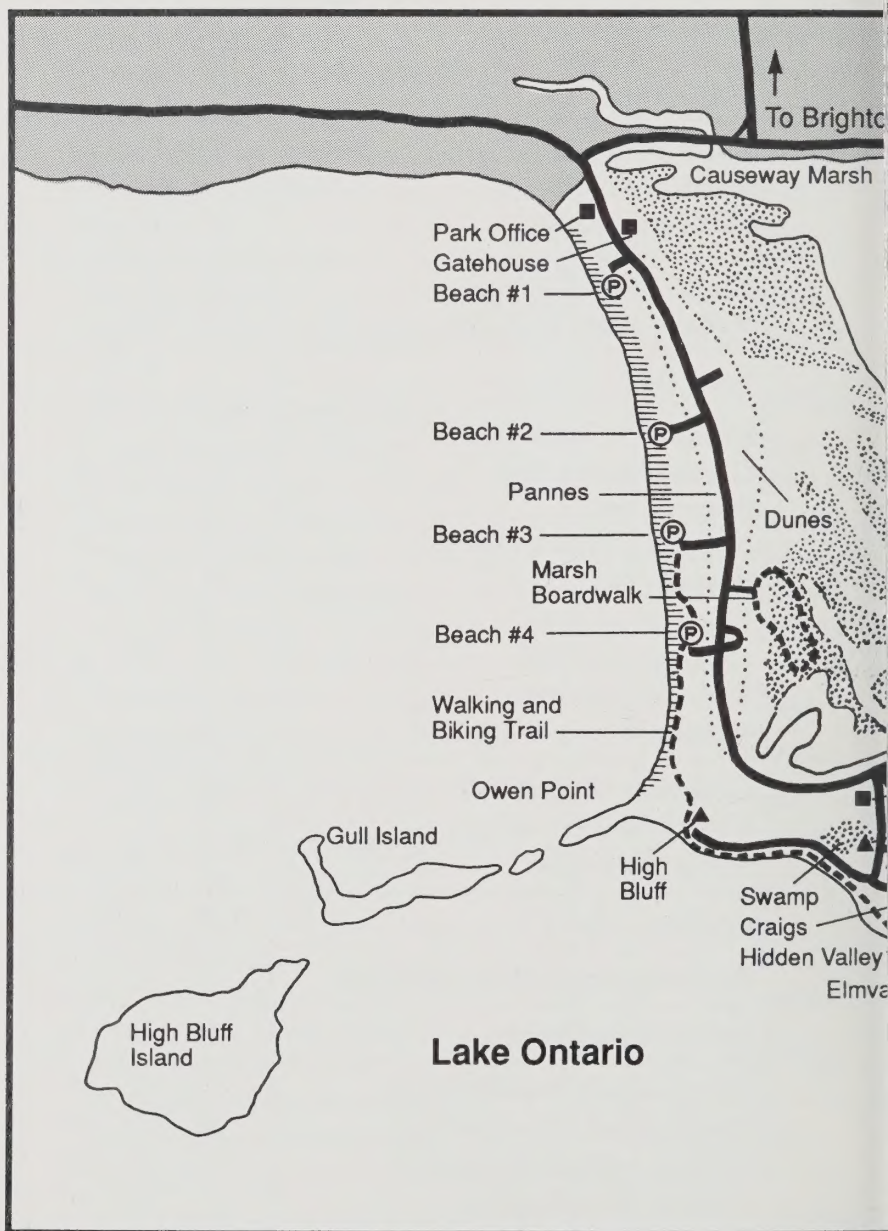 To Brighto
Causeway Marsh
Park Office
Gatehouse
Beach #1
P
Beach #2
P
Pannes
Dunes
Beach #3
P
Marsh
Boardwalk
Beach #4
P
Walking and
Biking Trail
Owen Point
Gull Island
High
Bluff
Swamp
Craigs
Hidden Valley
Elmva
High Bluff
Island
Lake Ontario